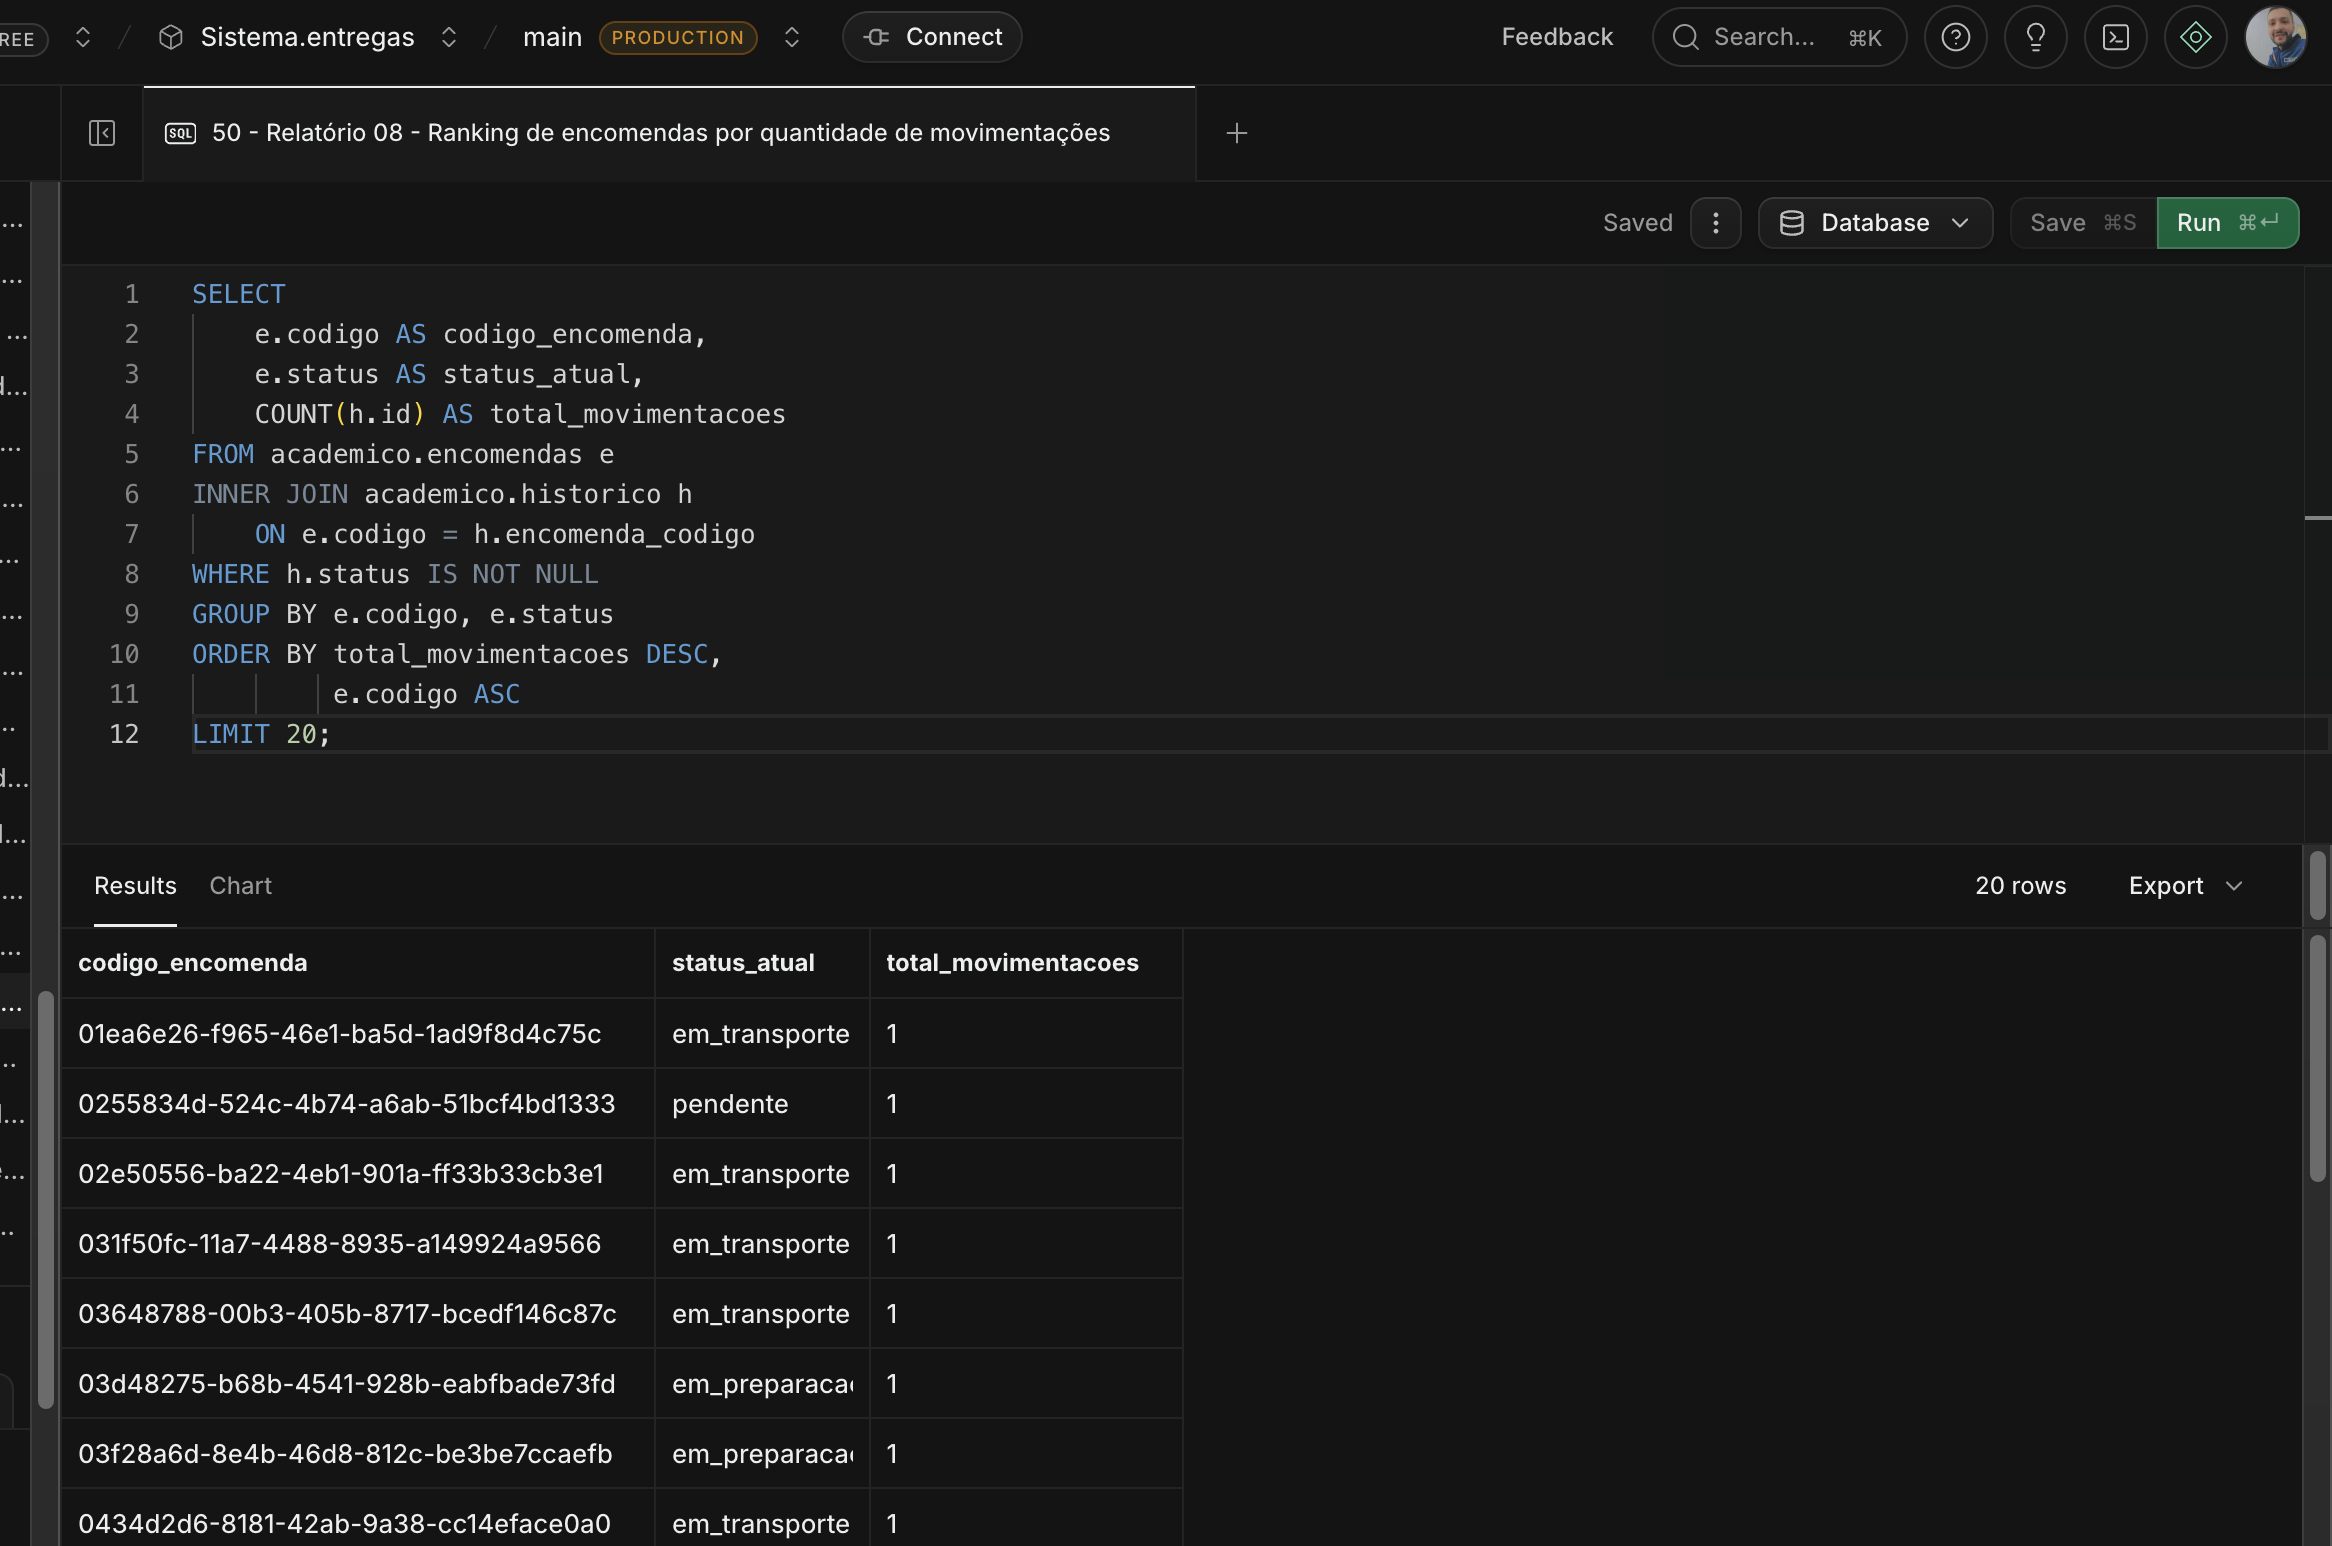 REE
Sistema.entregas
main PRODUCTION
Connect
Feedback
Search... ⌘K
SQL 50 - Relatório 08 - Ranking de encomendas por quantidade de movimentações
Saved
Database
Save ⌘S
Run ⌘↵
1 SELECT
2 e.codigo AS codigo_encomenda,
3 e.status AS status_atual,
4 COUNT(h.id) AS total_movimentacoes
5 FROM academico.encomendas e
6 INNER JOIN academico.historico h
7 ON e.codigo = h.encomenda_codigo
8 WHERE h.status IS NOT NULL
9 GROUP BY e.codigo, e.status
10 ORDER BY total_movimentacoes DESC,
11 e.codigo ASC
12 LIMIT 20;
Results Chart
20 rows
Export
codigo_encomenda status_atual total_movimentacoes
01ea6e26-f965-46e1-ba5d-1ad9f8d4c75c em_transporte 1
0255834d-524c-4b74-a6ab-51bcf4bd1333 pendente 1
02e50556-ba22-4eb1-901a-ff33b33cb3e1 em_transporte 1
031f50fc-11a7-4488-8935-a149924a9566 em_transporte 1
03648788-00b3-405b-8717-bcedf146c87c em_transporte 1
03d48275-b68b-4541-928b-eabfbade73fd em_preparaca 1
03f28a6d-8e4b-46d8-812c-be3be7ccaefb em_preparaca 1
0434d2d6-8181-42ab-9a38-cc14eface0a0 em_transporte 1